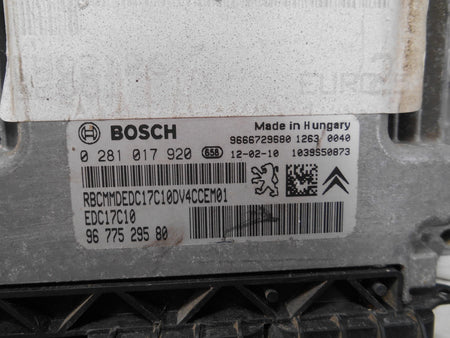 BOSCH
Made in Hungary
9666729680 1263 0040
0 281 017 920 658 12-02-10 1039S50873
RBCMMDEDC17C10DV4CCEM01
EDC17C10
96 775 295 80